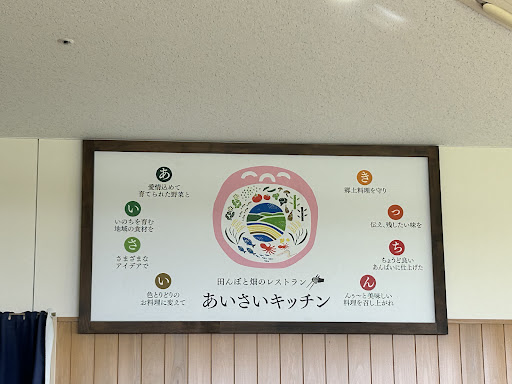 あ
愛情込めて
育てられた野菜と
い
いのちを育む
地域の食材を
さ
さまざまな
アイデアで
い
色とりどりの
お料理に変えて
田んぼと畑のレストラン
あいさいキッチン
き
郷土料理を守り
っ
伝え、残したい味を
ち
ちょうど良い
あんばいに仕上げた
ん
んぅ〜と美味しい
料理を召し上がれ